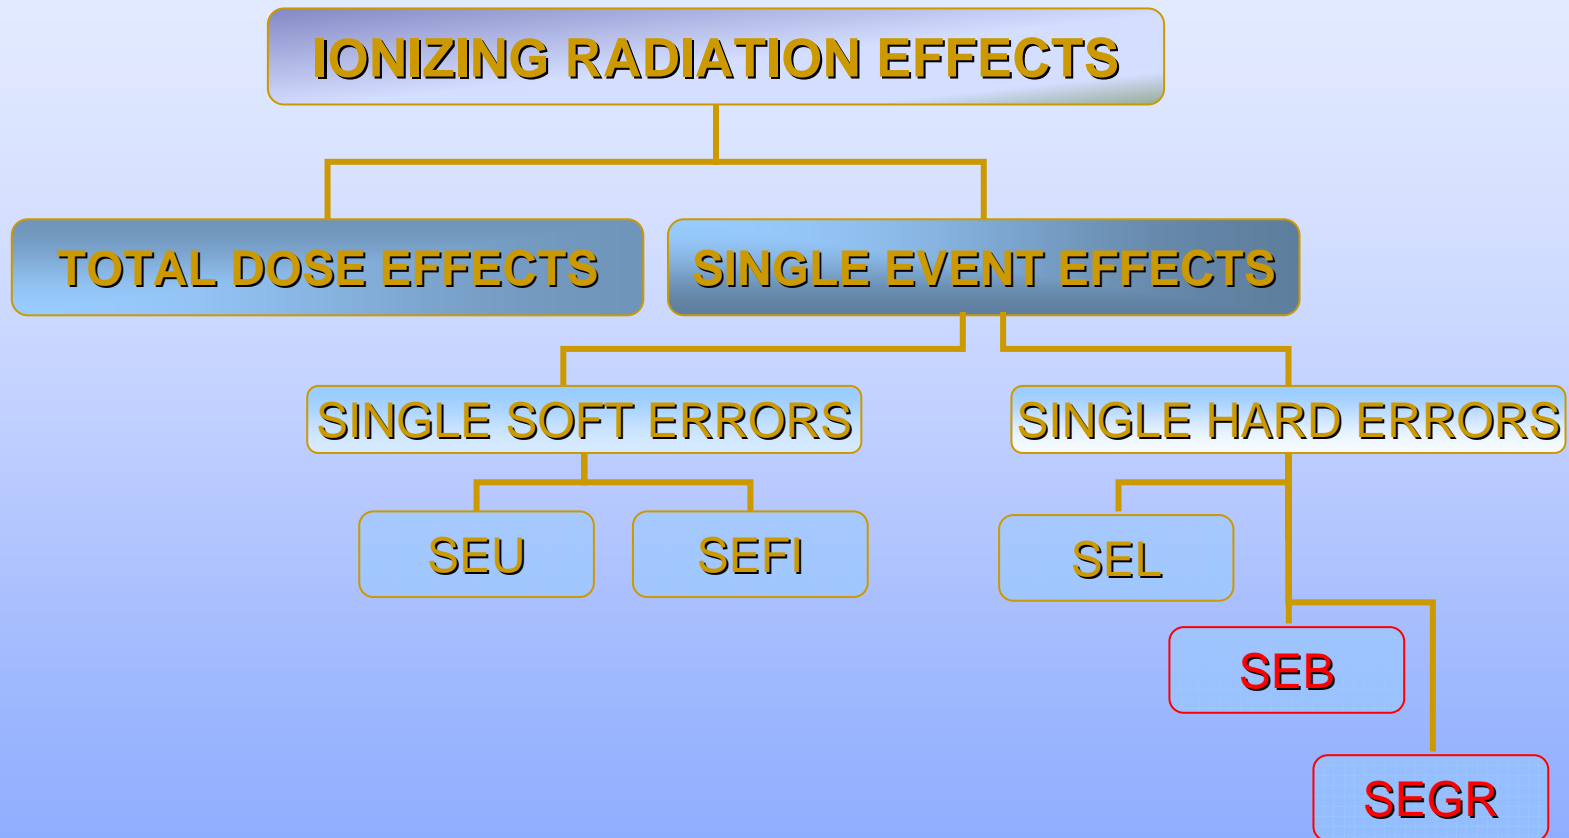 IONIZING RADIATION EFFECTS
TOTAL DOSE EFFECTS
SINGLE EVENT EFFECTS
SINGLE SOFT ERRORS
SINGLE HARD ERRORS
SEU
SEFI
SEL
SEB
SEGR